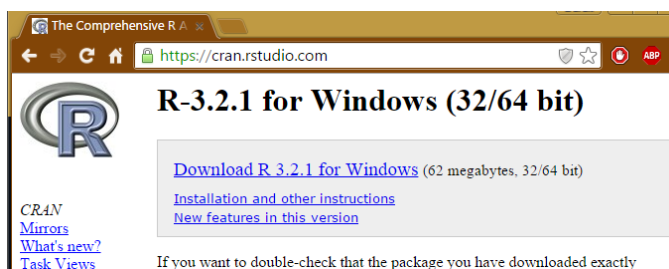 The Comprehensive R A
https://cran.rstudio.com
ABP
R
R-3.2.1 for Windows (32/64 bit)
Download R 3.2.1 for Windows (62 megabytes, 32/64 bit)
Installation and other instructions
New features in this version
CRAN
Mirrors
What's new?
Task Views
If you want to double-check that the package you have downloaded exactly